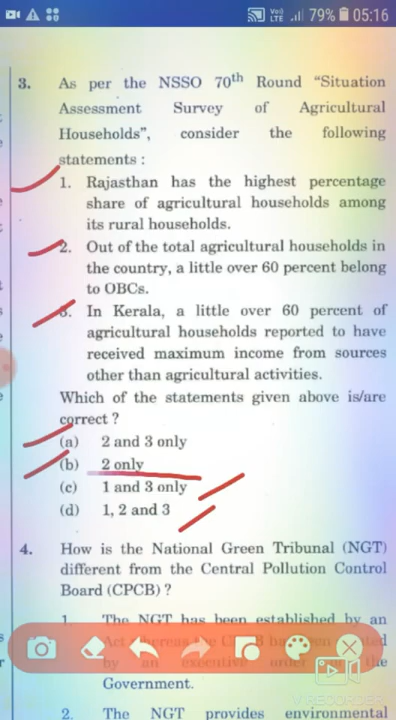 79% 05:16
3. As per the NSSO 70th Round "Situation
Assessment Survey of Agricultural
Households", consider the following
statements :
1. Rajasthan has the highest percentage
share of agricultural households among
its rural households.
2. Out of the total agricultural households in
the country, a little over 60 percent belong
to OBCs.
3. In Kerala, a little over 60 percent of
agricultural households reported to have
received maximum income from sources
other than agricultural activities.
Which of the statements given above is/are
correct ?
(a) 2 and 3 only
(b) 2 only
(c) 1 and 3 only
(d) 1, 2 and 3
4. How is the National Green Tribunal (NGT)
different from the Central Pollution Control
Board (CPCB) ?
1. The NGT has been established by an
Act whereas the
by an executive order the
Government.
2. The NGT provides environmental
RECORDER